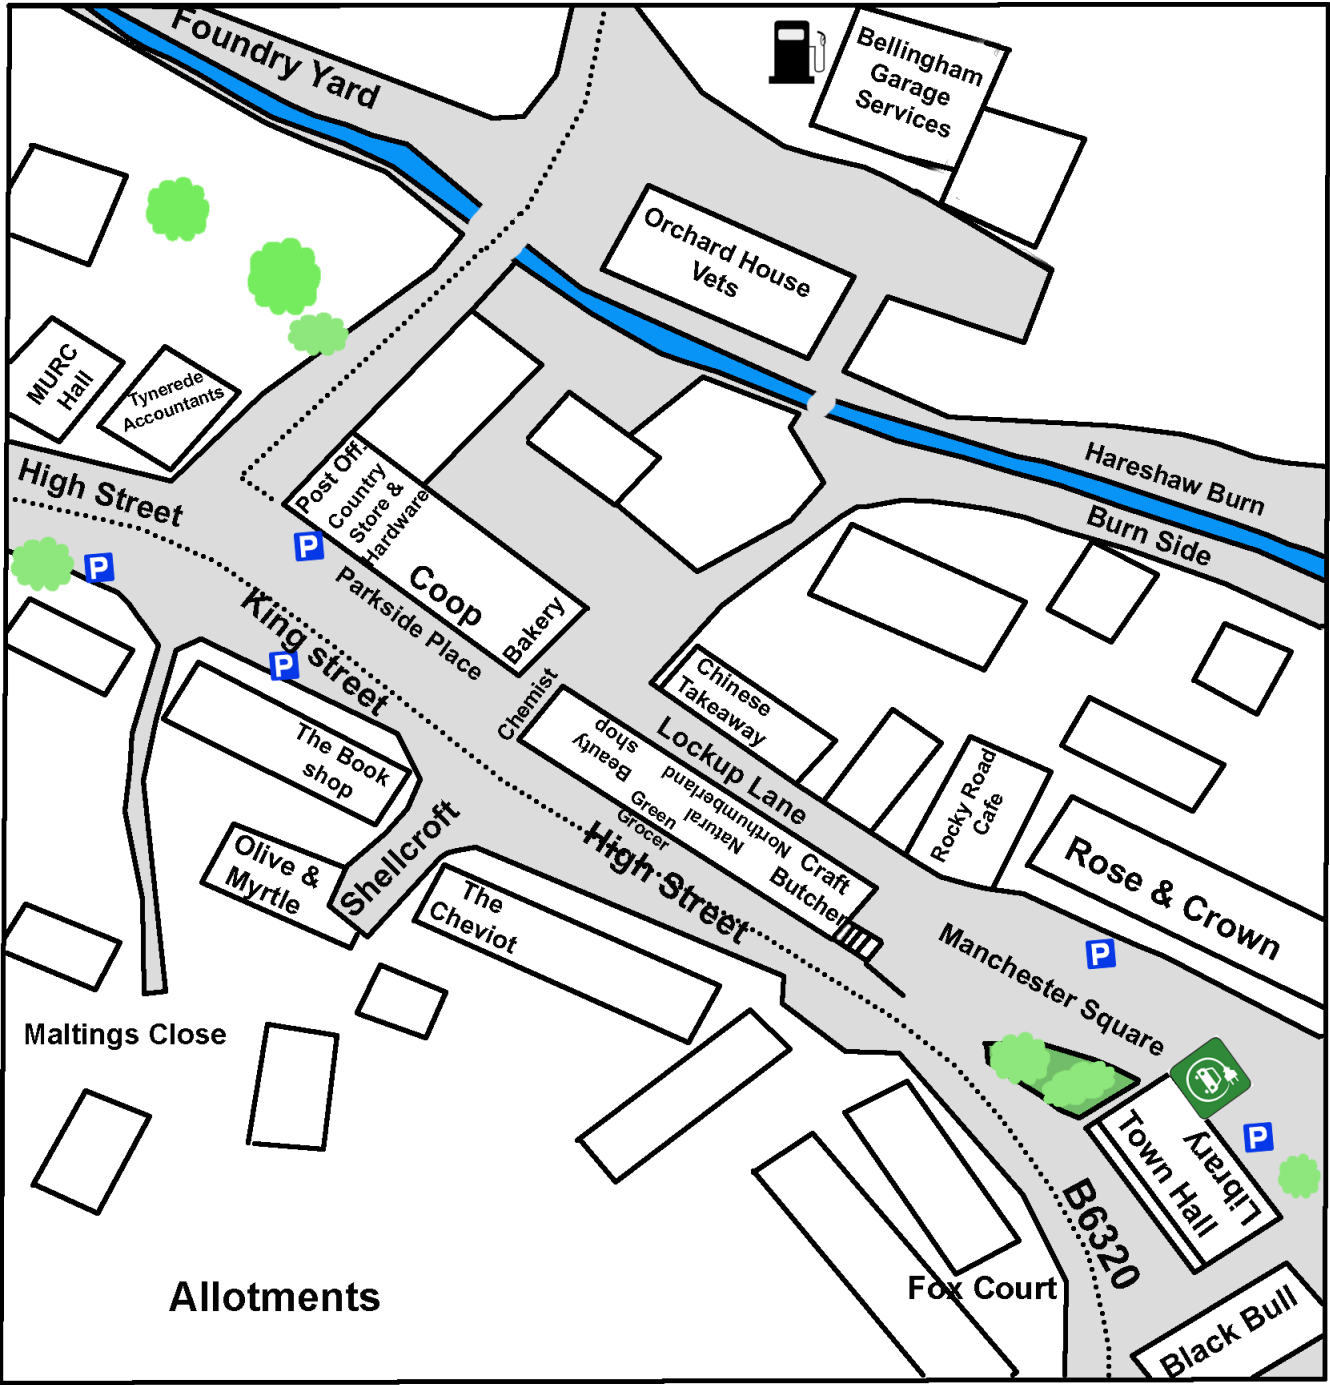 Foundry Yard
Bellingham
Garage
Services
Orchard House
Vets
MURC
Hall
Tynerede
Accountants
High Street
P
Post Off.
Country
Store &
Hardware
Coop
Bakery
P
Parkside Place
King street
P
Hareshaw Burn
Burn Side
Chemist
Chinese
Takeaway
Lockup Lane
Beauty
shop
Natural
Northumberland
Green
Grocer
Craft
Butcher
High Street
The Book
shop
Shellcroft
Olive &
Myrtle
The
Cheviot
Rocky Road
Cafe
Rose & Crown
P
Manchester Square
Maltings Close
Town Hall
Library
P
B6320
Allotments
Fox Court
Black Bull